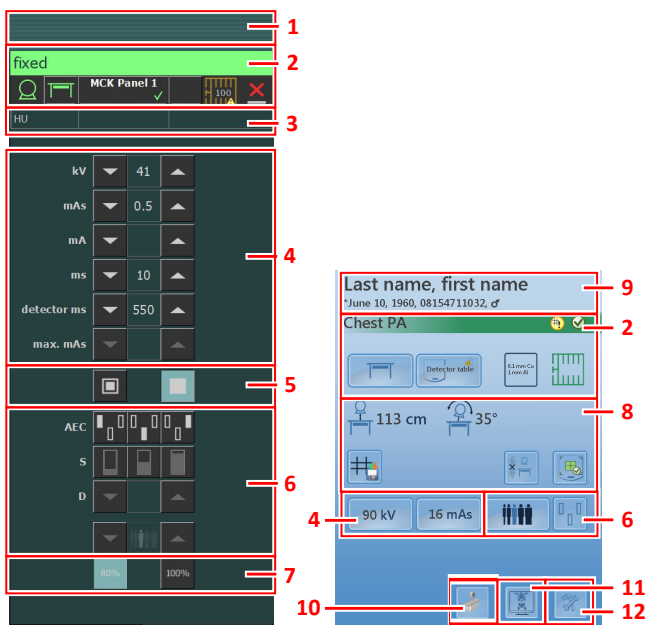 1
fixed
2
MCK Panel 1
100
HU
3
kV 41
mAs 0.5
mA
4
ms 10
detector ms 550
max. mAs
5
AEC
S
6
D
80% 100%
7
Last name, first name
9
*June 10, 1960, 08154711032, ♂
Chest PA
2
Detector table
0.1 mm Cu
1 mm Al
113 cm 35°
8
4
90 kV 16 mAs
6
11
10
12